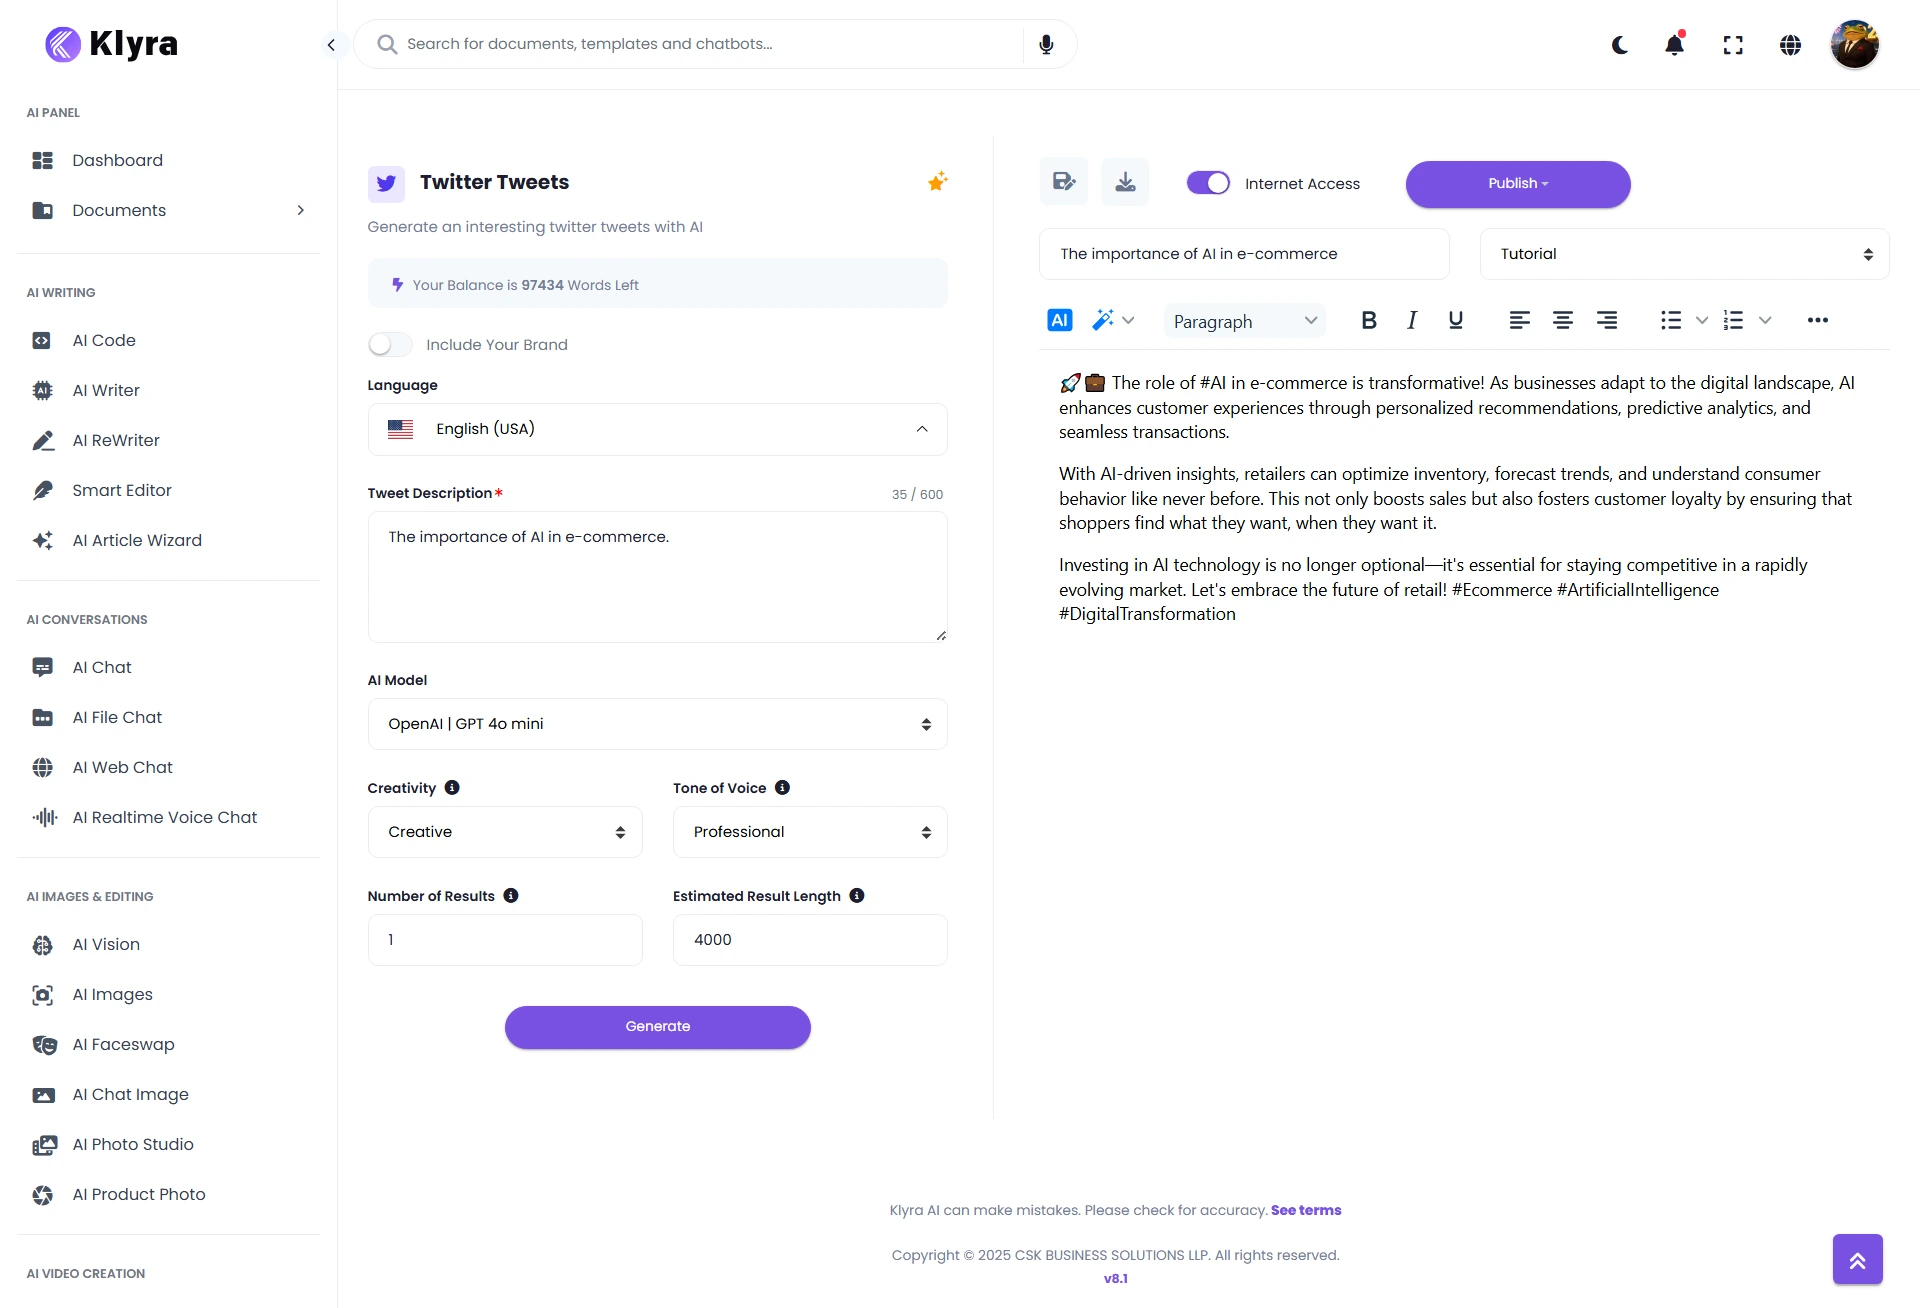 Klyra
Search for documents, templates and chatbots...
AI PANEL
Dashboard
Documents
AI WRITING
AI Code
AI Writer
AI ReWriter
Smart Editor
AI Article Wizard
AI CONVERSATIONS
AI Chat
AI File Chat
AI Web Chat
AI Realtime Voice Chat
AI IMAGES & EDITING
AI Vision
AI Images
AI Faceswap
AI Chat Image
AI Photo Studio
AI Product Photo
AI VIDEO CREATION
Twitter Tweets
Generate an interesting twitter tweets with AI
Your Balance is 97434 Words Left
Include Your Brand
Language
English (USA)
Tweet Description*
35 / 600
The importance of AI in e-commerce.
AI Model
OpenAI | GPT 4o mini
Creativity
Tone of Voice
Creative
Professional
Number of Results
Estimated Result Length
1
4000
Generate
Internet Access
Publish
The importance of AI in e-commerce
Tutorial
AI
Paragraph
B I U
🚀💼 The role of #AI in e-commerce is transformative! As businesses adapt to the digital landscape, AI
enhances customer experiences through personalized recommendations, predictive analytics, and
seamless transactions.
With AI-driven insights, retailers can optimize inventory, forecast trends, and understand consumer
behavior like never before. This not only boosts sales but also fosters customer loyalty by ensuring that
shoppers find what they want, when they want it.
Investing in AI technology is no longer optional—it's essential for staying competitive in a rapidly
evolving market. Let's embrace the future of retail! #Ecommerce #ArtificialIntelligence
#DigitalTransformation
Klyra AI can make mistakes. Please check for accuracy. See terms
Copyright © 2025 CSK BUSINESS SOLUTIONS LLP. All rights reserved.
v8.1